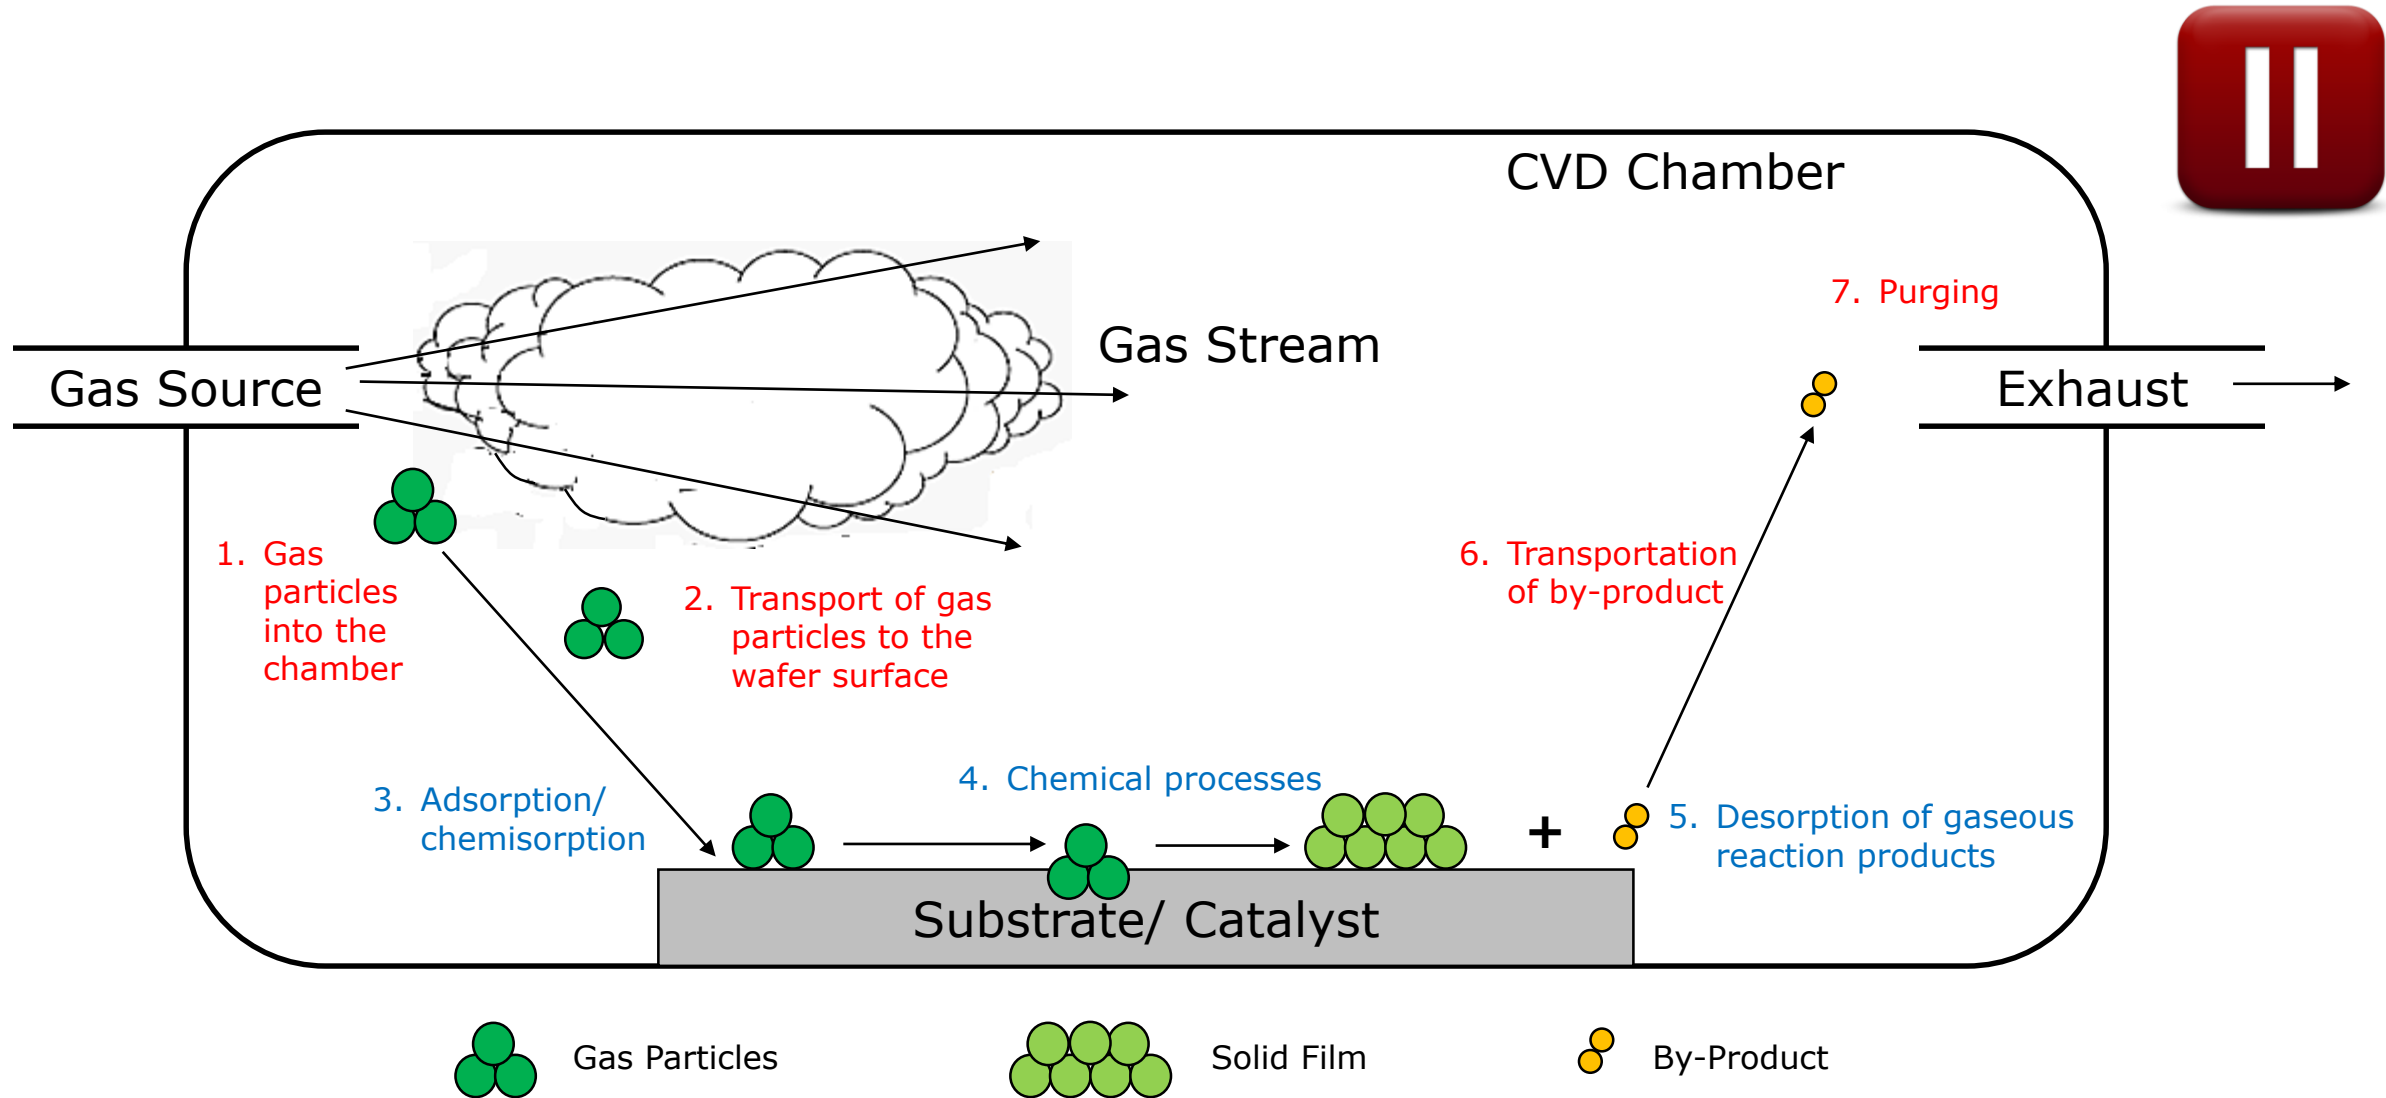 CVD Chamber
7. Purging
Gas Stream
Gas Source
Exhaust
1. Gas
particles
into the
chamber
2. Transport of gas
particles to the
wafer surface
6. Transportation
of by-product
3. Adsorption/
chemisorption
4. Chemical processes
5. Desorption of gaseous
reaction products
+
Substrate/ Catalyst
Gas Particles
Solid Film
By-Product